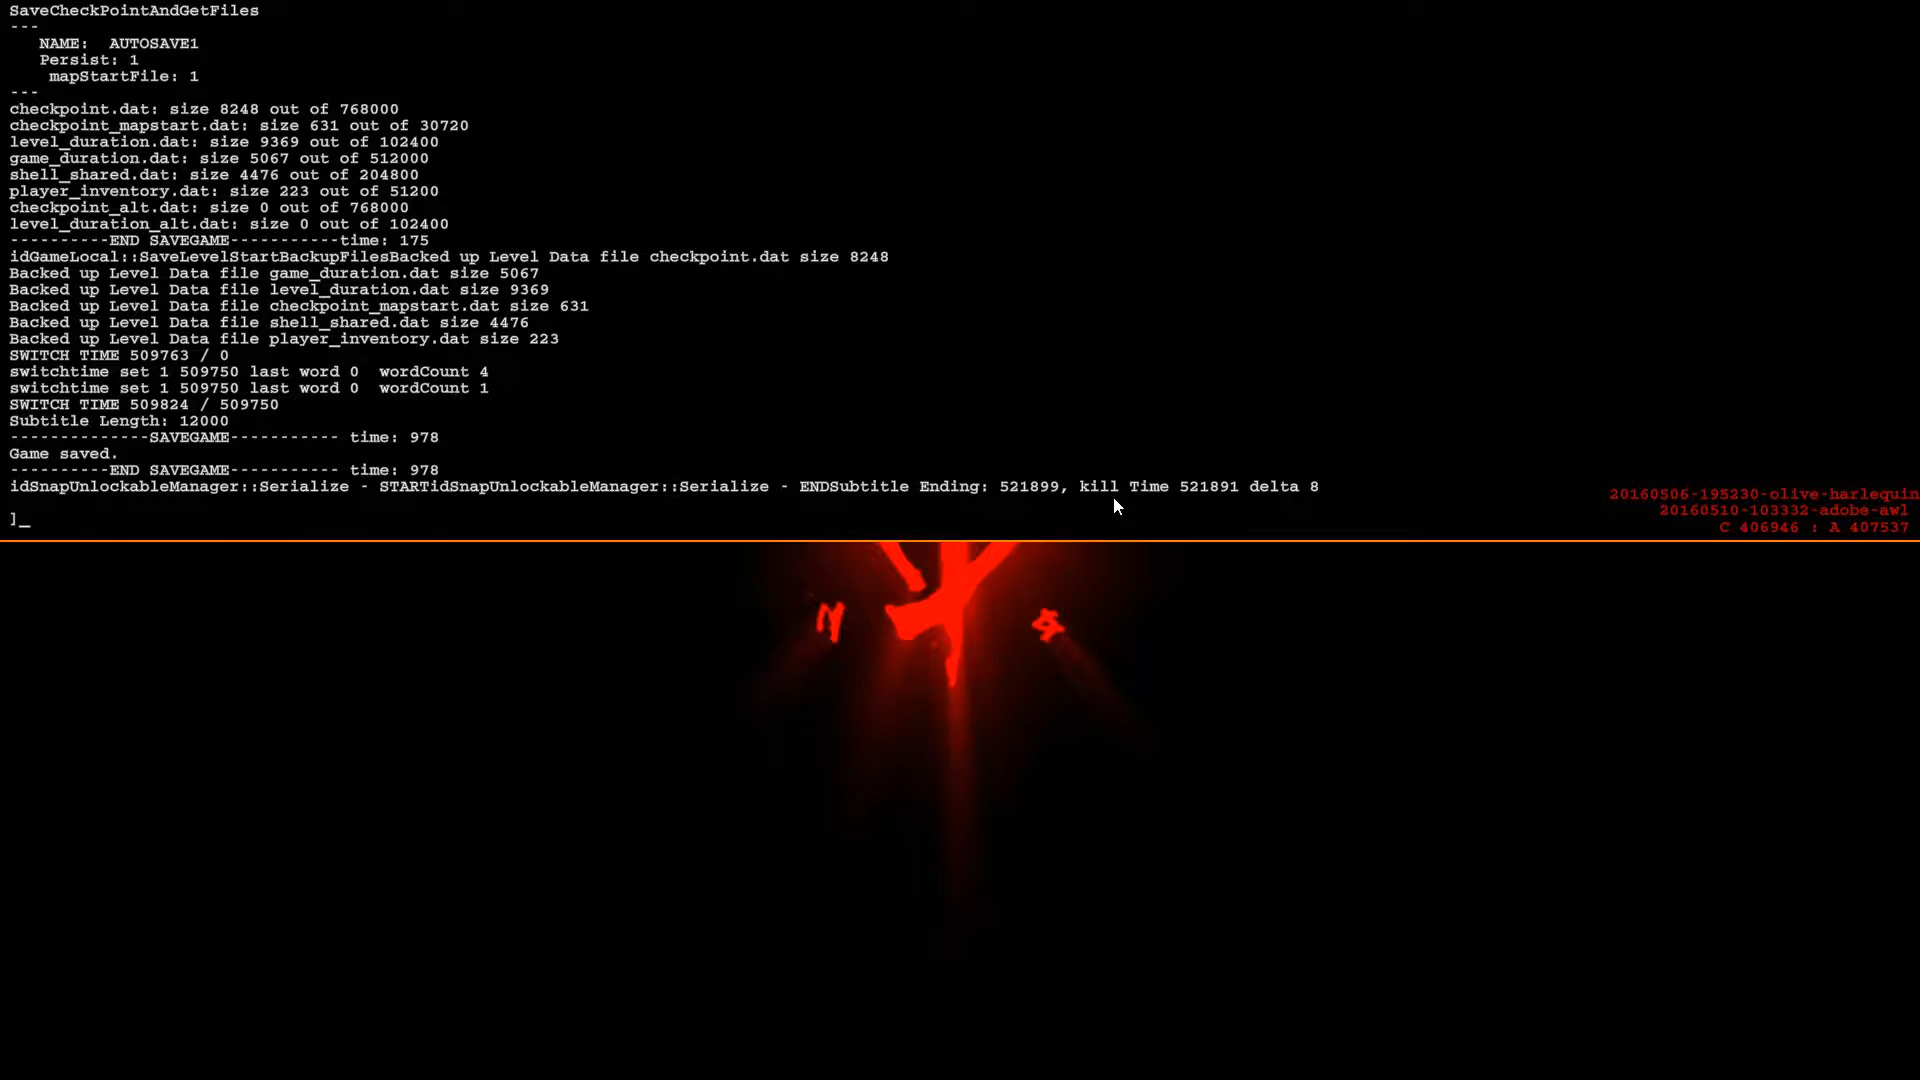 SaveCheckPointAndGetFiles
---
NAME:  AUTOSAVE1
Persist: 1
mapStartFile: 1
---
checkpoint.dat: size 8248 out of 768000
checkpoint_mapstart.dat: size 631 out of 30720
level_duration.dat: size 9369 out of 102400
game_duration.dat: size 5067 out of 512000
shell_shared.dat: size 4476 out of 204800
player_inventory.dat: size 223 out of 51200
checkpoint_alt.dat: size 0 out of 768000
level_duration_alt.dat: size 0 out of 102400
----------END SAVEGAME-----------time: 175
idGameLocal::SaveLevelStartBackupFilesBacked up Level Data file checkpoint.dat size 8248
Backed up Level Data file game_duration.dat size 5067
Backed up Level Data file level_duration.dat size 9369
Backed up Level Data file checkpoint_mapstart.dat size 631
Backed up Level Data file shell_shared.dat size 4476
Backed up Level Data file player_inventory.dat size 223
SWITCH TIME 509763 / 0
switchtime set 1 509750 last word 0  wordCount 4
switchtime set 1 509750 last word 0  wordCount 1
SWITCH TIME 509824 / 509750
Subtitle Length: 12000
--------------SAVEGAME----------- time: 978
Game saved.
----------END SAVEGAME----------- time: 978
idSnapUnlockableManager::Serialize - STARTidSnapUnlockableManager::Serialize - ENDSubtitle Ending: 521899, kill Time 521891 delta 8
20160506-195230-olive-harlequin
20160510-103332-adobe-awl
C 406946 : A 407537
]_